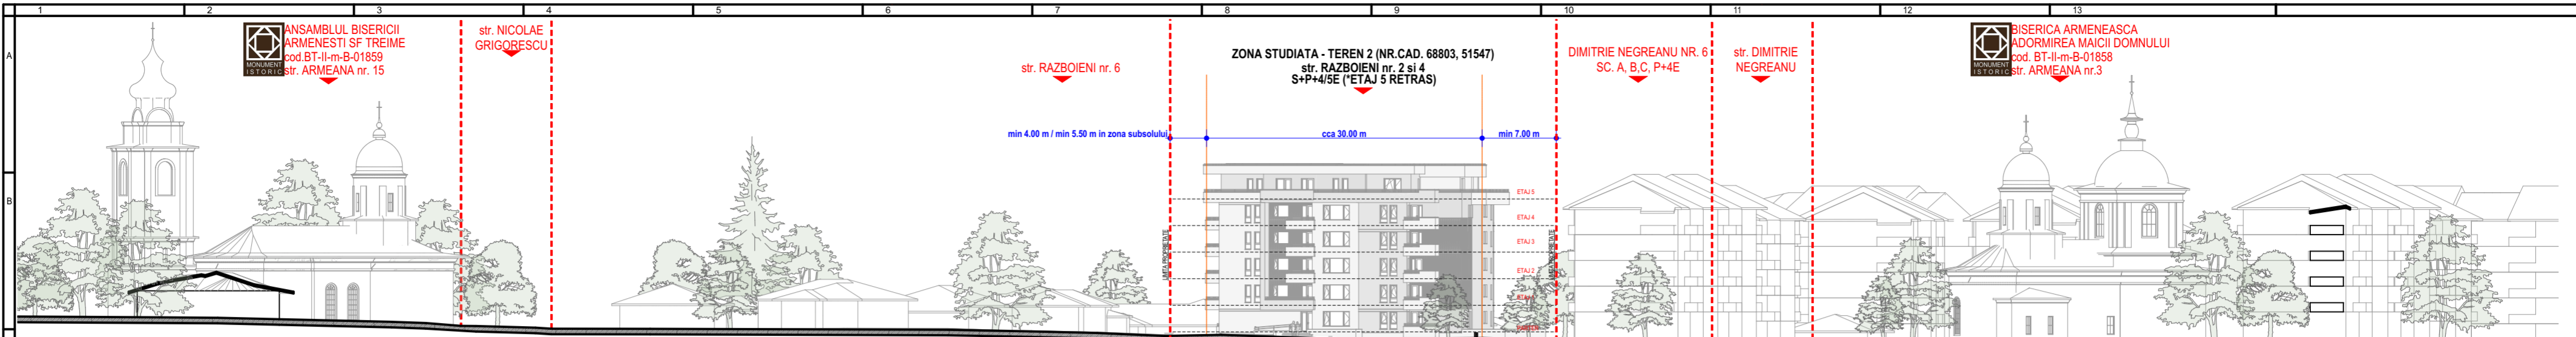 1 2 3 4 5 6 7 8 9 10 11 12 13
A
B
MONUMENT
ISTORIC
ANSAMBLUL BISERICII
ARMENESTI SF TREIME
cod.BT-II-m-B-01859
str. ARMEANA nr. 15
str. NICOLAE
GRIGORESCU
str. RAZBOIENI nr. 6
ZONA STUDIATA - TEREN 2 (NR.CAD. 68803, 51547)
str. RAZBOIENI nr. 2 si 4
S+P+4/5E (*ETAJ 5 RETRAS)
DIMITRIE NEGREANU NR. 6
SC. A, B,C, P+4E
str. DIMITRIE
NEGREANU
MONUMENT
ISTORIC
BISERICA ARMENEASCA
ADORMIREA MAICII DOMNULUI
cod. BT-II-m-B-01858
str. ARMEANA nr.3
min 4.00 m / min 5.50 m in zona subsolului
cca 30.00 m
min 7.00 m
LIMITA PROPRIETATE
LIMITA PROPRIETATE
ETAJ 5
ETAJ 4
ETAJ 3
ETAJ 2